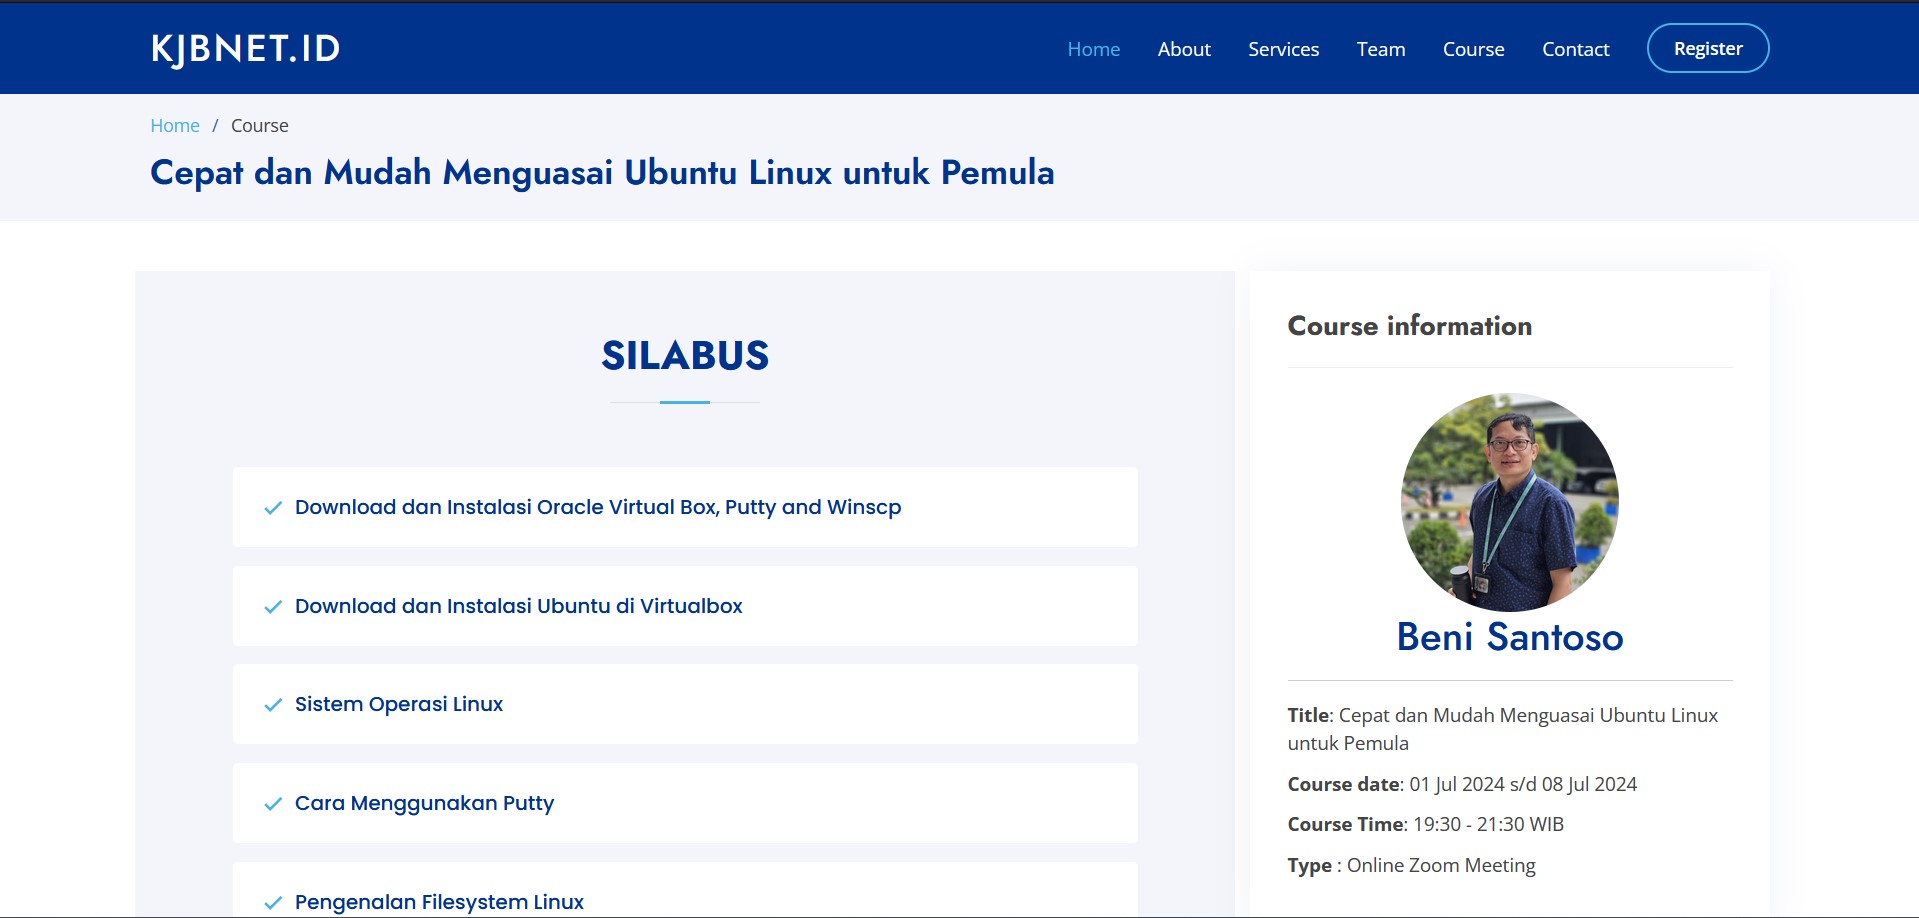 KJBNET.ID
Home About Services Team Course Contact Register
Home / Course
Cepat dan Mudah Menguasai Ubuntu Linux untuk Pemula
SILABUS
Download dan Instalasi Oracle Virtual Box, Putty and Winscp
Download dan Instalasi Ubuntu di Virtualbox
Sistem Operasi Linux
Cara Menggunakan Putty
Pengenalan Filesystem Linux
Course information
Beni Santoso
Title: Cepat dan Mudah Menguasai Ubuntu Linux
untuk Pemula
Course date: 01 Jul 2024 s/d 08 Jul 2024
Course Time: 19:30 - 21:30 WIB
Type : Online Zoom Meeting